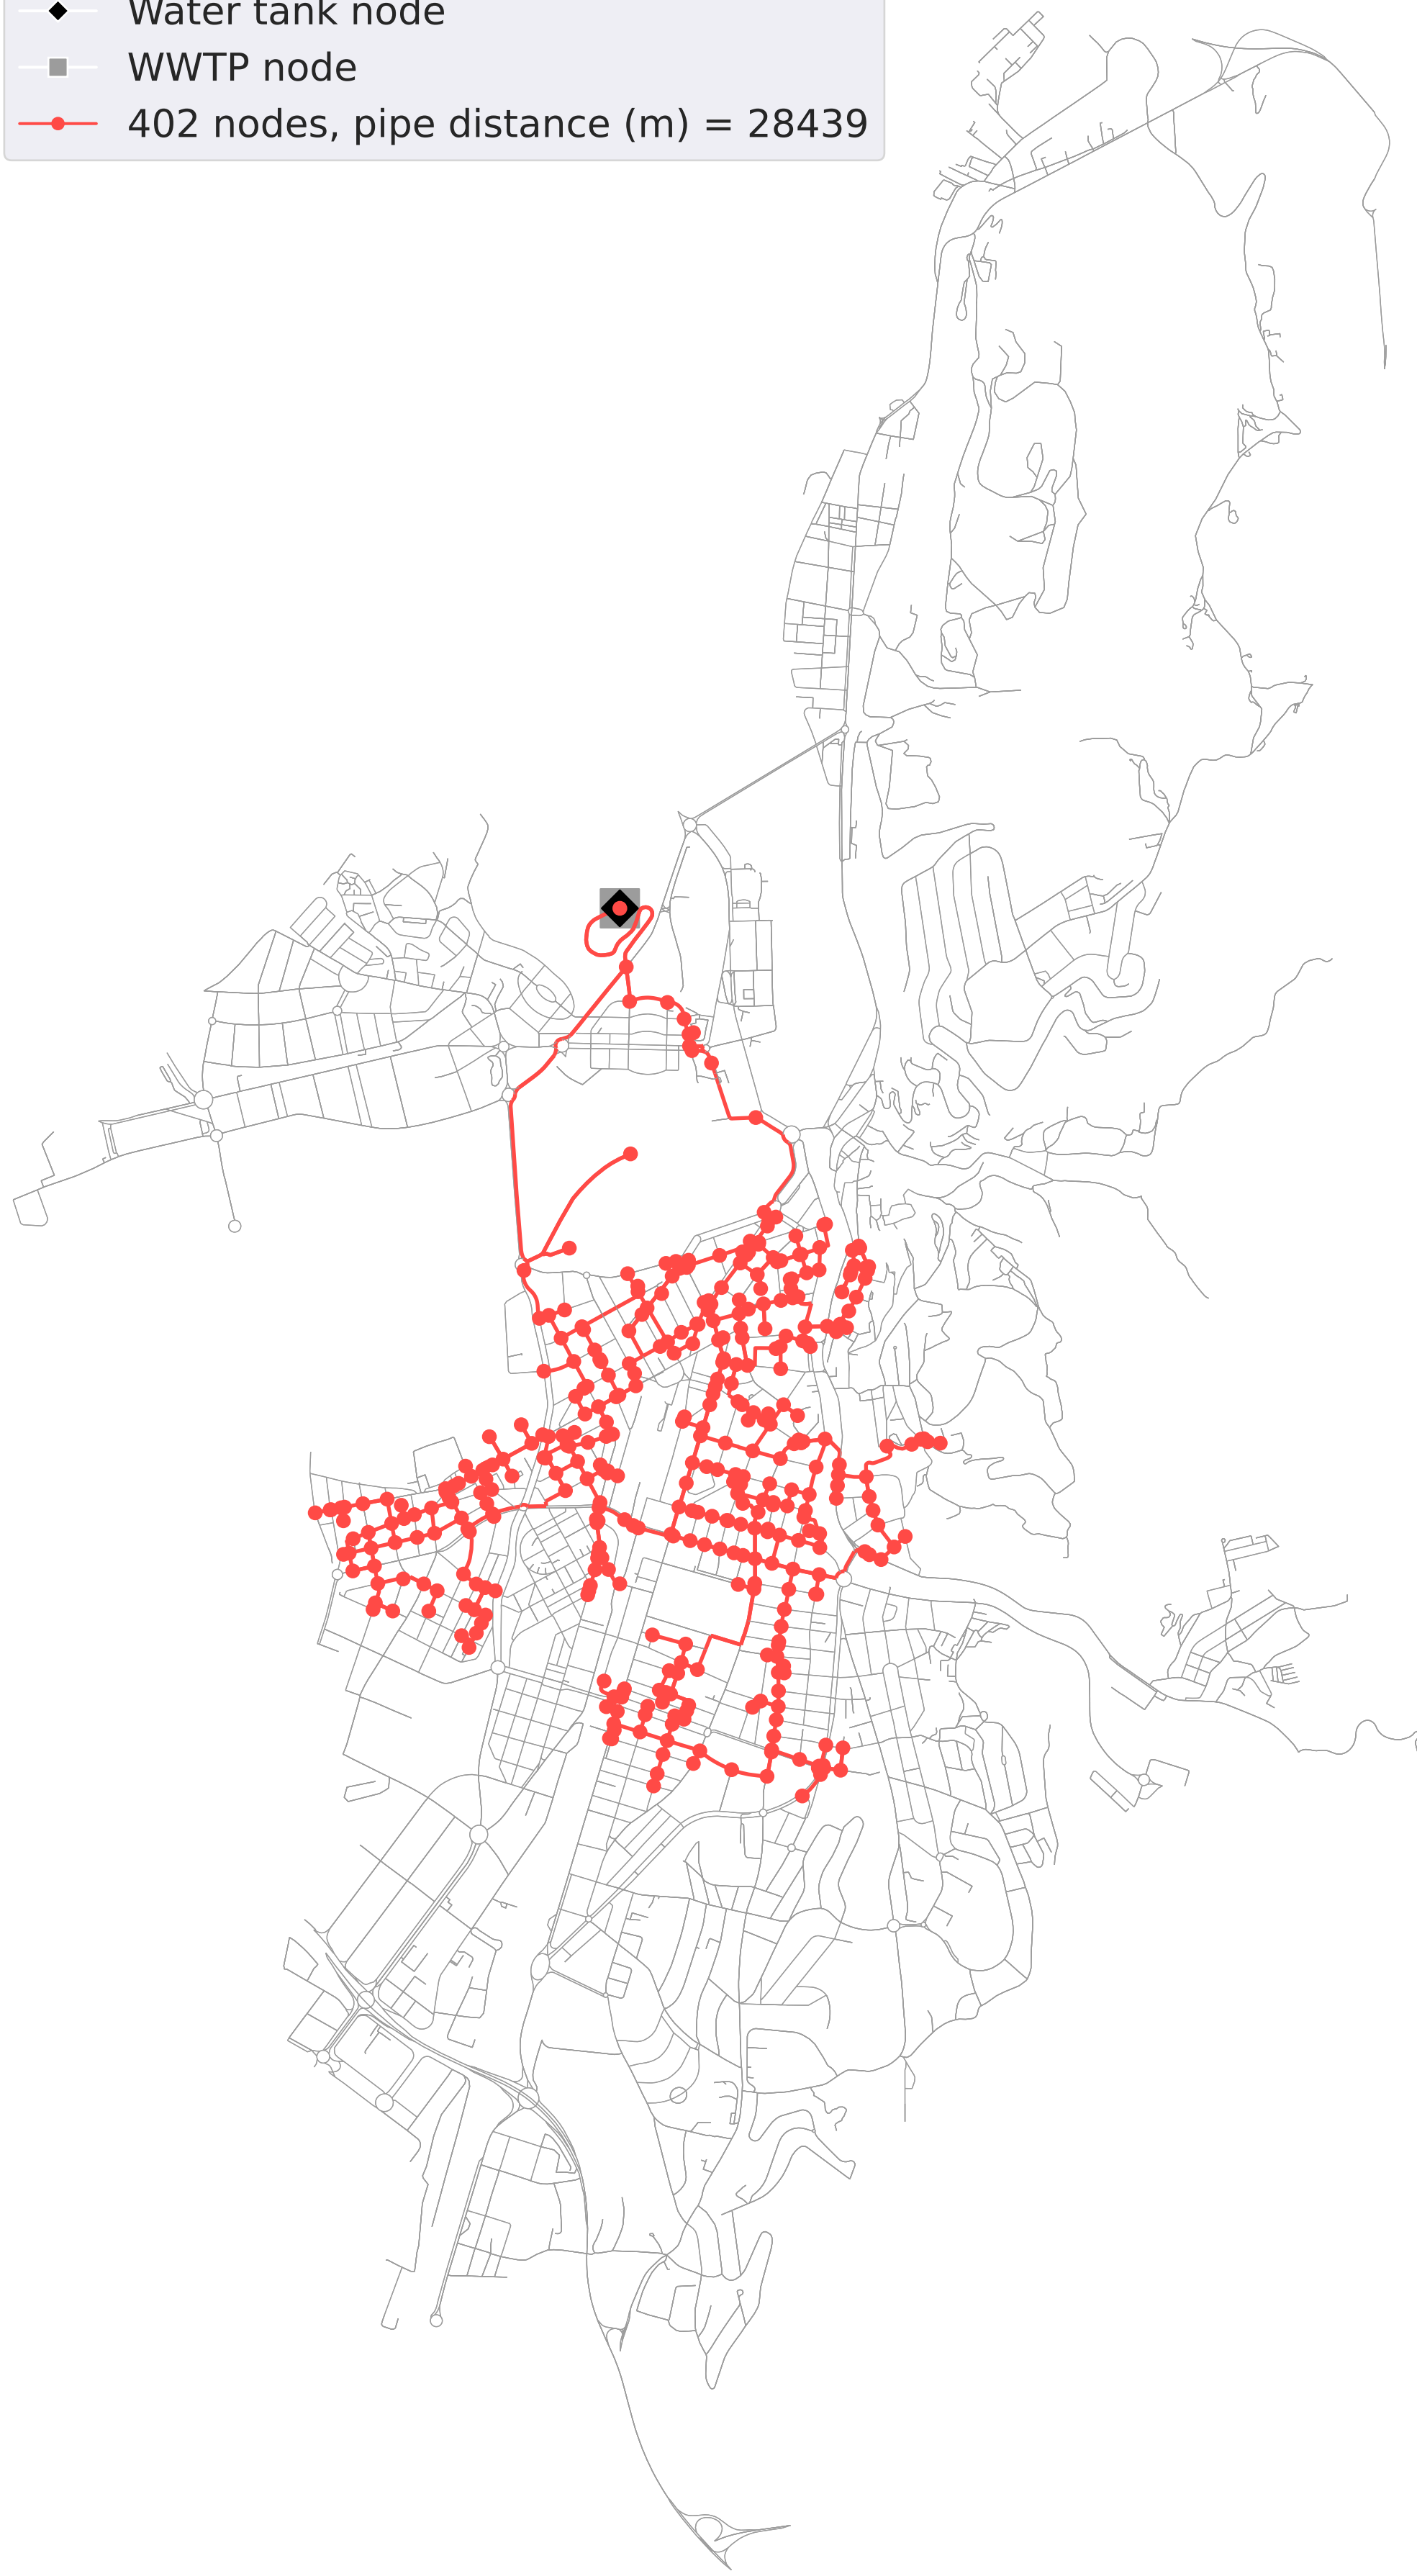 Water tank node
WWTP node
402 nodes, pipe distance (m) = 28439